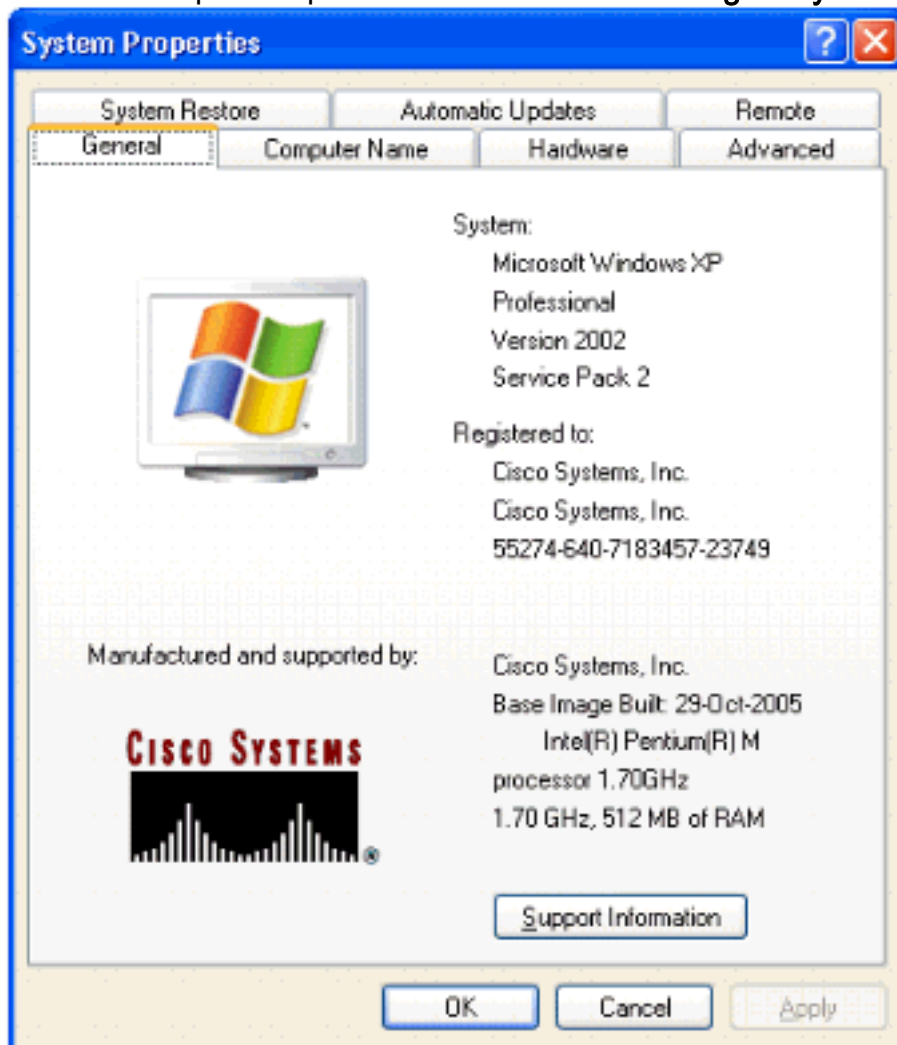 System Properties
System Restore Automatic Updates Remote
General Computer Name Hardware Advanced
System:
Microsoft Windows XP
Professional
Version 2002
Service Pack 2
Registered to:
Cisco Systems, Inc.
Cisco Systems, Inc.
55274-640-7183457-23749
Manufactured and supported by:
Cisco Systems, Inc.
Base Image Built: 29-Oct-2005
Intel(R) Pentium(R) M
processor 1.70GHz
1.70 GHz, 512 MB of RAM
CISCO SYSTEMS
®
Support Information
OK Cancel Apply